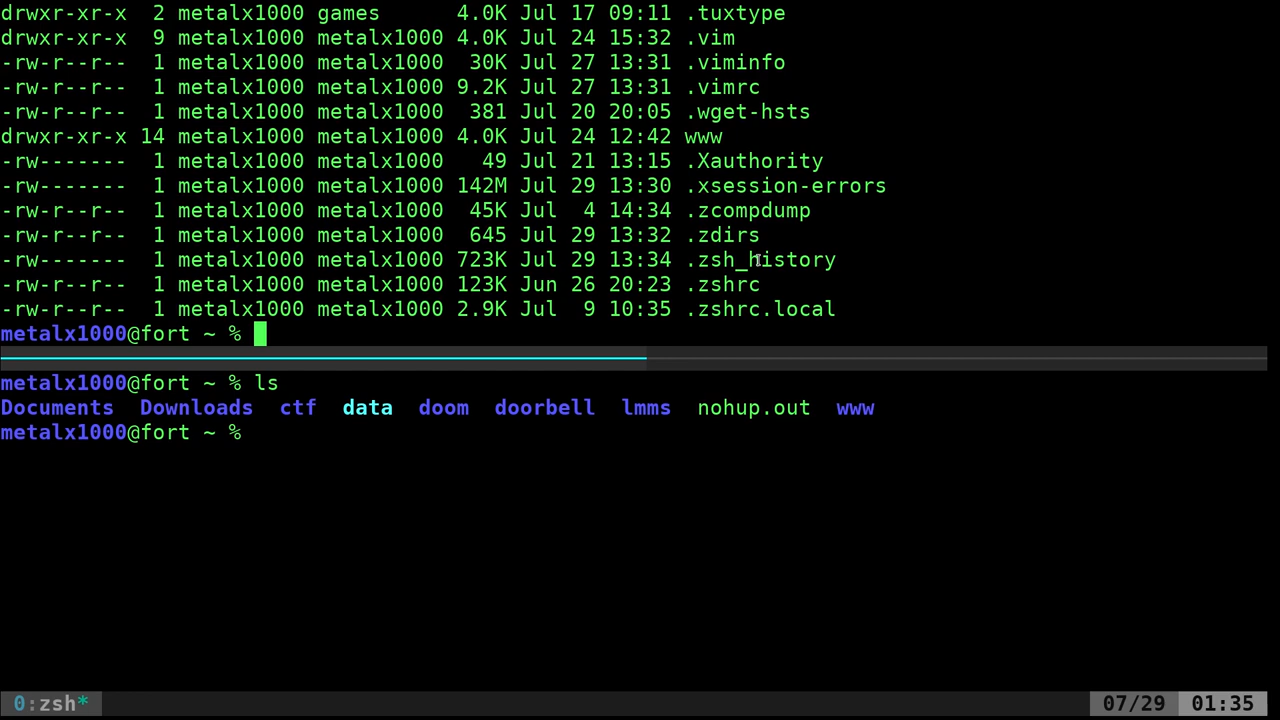 drwxr-xr-x  2 metalx1000 games      4.0K Jul 17 09:11 .tuxtype
drwxr-xr-x  9 metalx1000 metalx1000 4.0K Jul 24 15:32 .vim
-rw-r--r--  1 metalx1000 metalx1000  30K Jul 27 13:31 .viminfo
-rw-r--r--  1 metalx1000 metalx1000 9.2K Jul 27 13:31 .vimrc
-rw-r--r--  1 metalx1000 metalx1000  381 Jul 20 20:05 .wget-hsts
drwxr-xr-x 14 metalx1000 metalx1000 4.0K Jul 24 12:42 www
-rw-------  1 metalx1000 metalx1000   49 Jul 21 13:15 .Xauthority
-rw-------  1 metalx1000 metalx1000 142M Jul 29 13:30 .xsession-errors
-rw-r--r--  1 metalx1000 metalx1000  45K Jul  4 14:34 .zcompdump
-rw-r--r--  1 metalx1000 metalx1000  645 Jul 29 13:32 .zdirs
-rw-------  1 metalx1000 metalx1000 723K Jul 29 13:34 .zsh_history
-rw-r--r--  1 metalx1000 metalx1000 123K Jun 26 20:23 .zshrc
-rw-r--r--  1 metalx1000 metalx1000 2.9K Jul  9 10:35 .zshrc.local
metalx1000@fort ~ %
metalx1000@fort ~ % ls
Documents  Downloads  ctf  data  doom  doorbell  lmms  nohup.out  www
metalx1000@fort ~ %
0:zsh* 07/29 01:35